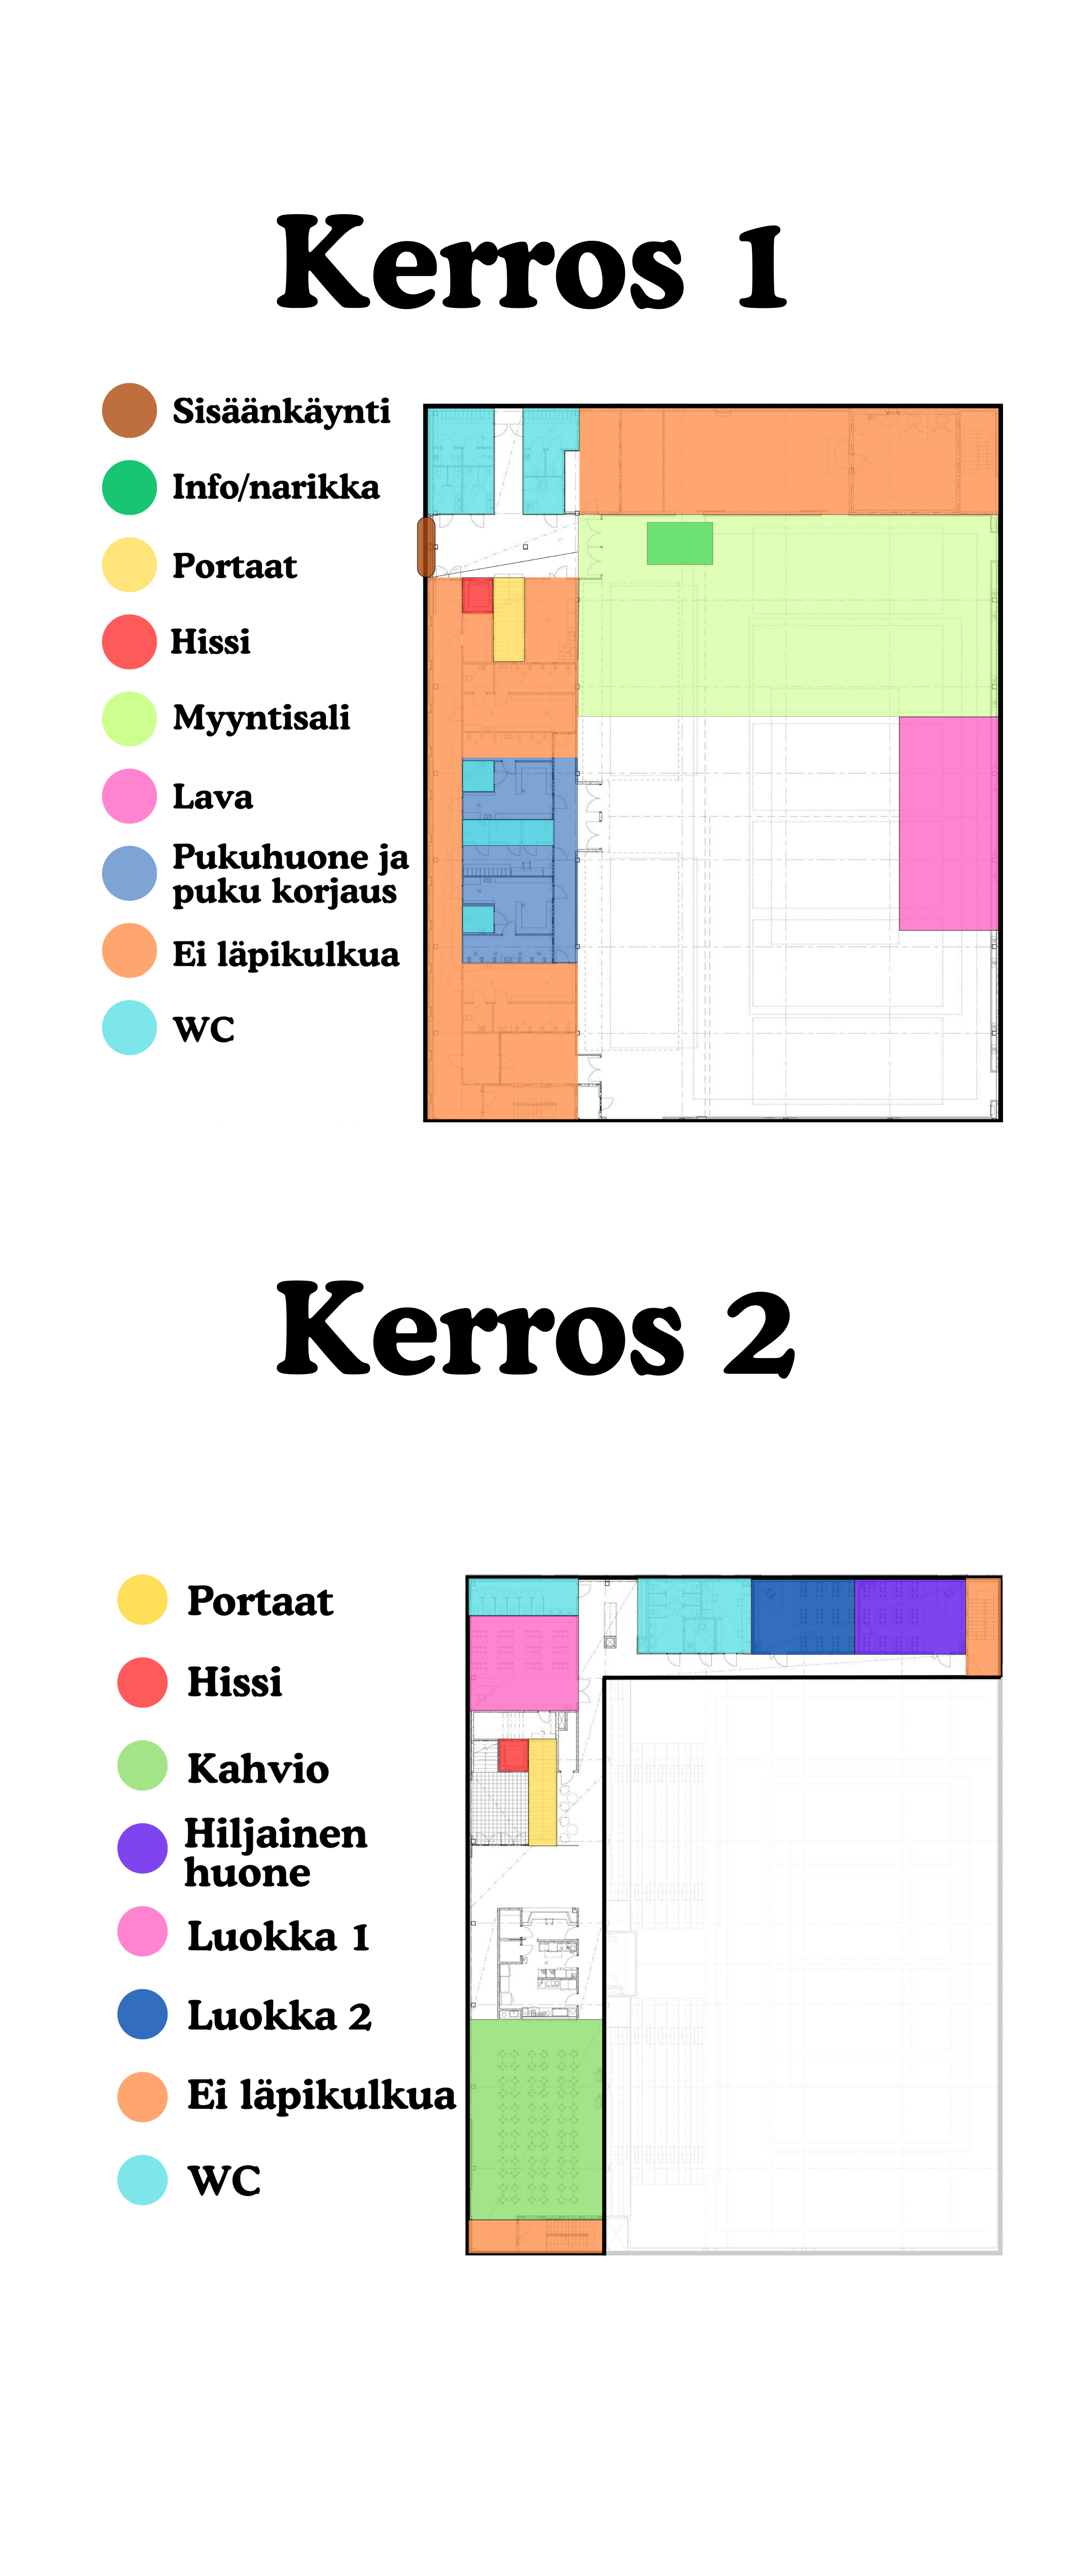 Kerros 1
Sisäänkäynti
Info/narikka
Portaat
Hissi
Myyntisali
Lava
Pukuhuone ja
puku korjaus
Ei läpikulkua
WC
Kerros 2
Portaat
Hissi
Kahvio
Hiljainen
huone
Luokka 1
Luokka 2
Ei läpikulkua
WC